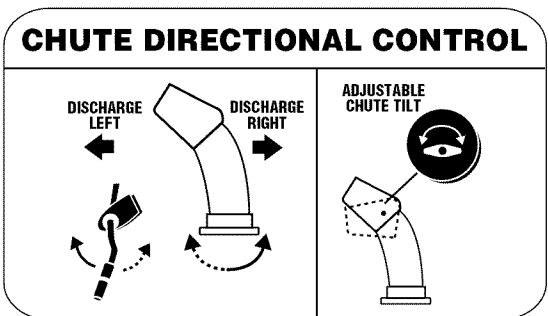 CHUTE DIRECTIONAL CONTROL
DISCHARGE
LEFT
DISCHARGE
RIGHT
ADJUSTABLE
CHUTE TILT